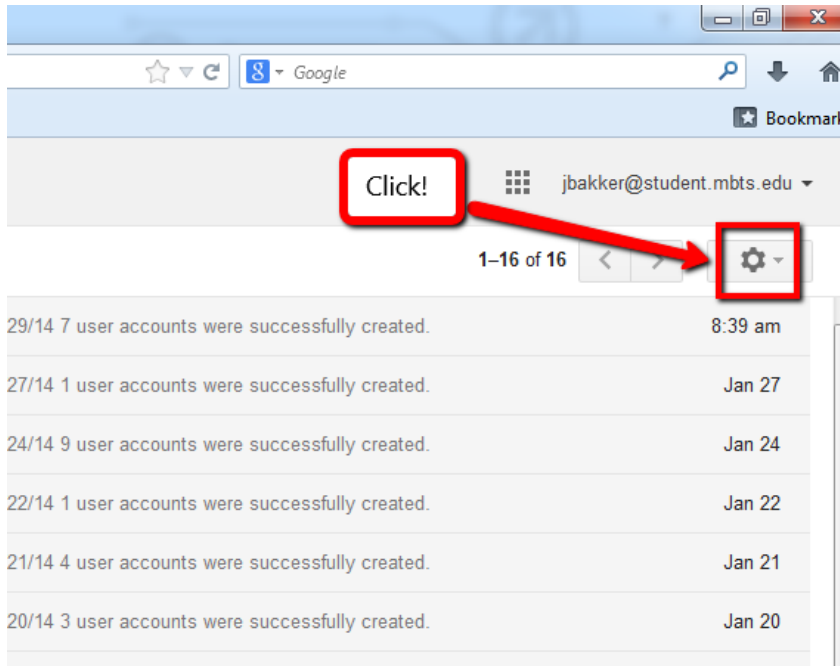 Google
Bookmark
Click!
jbakker@student.mbts.edu
1–16 of 16
29/14 7 user accounts were successfully created. 8:39 am
27/14 1 user accounts were successfully created. Jan 27
24/14 9 user accounts were successfully created. Jan 24
22/14 1 user accounts were successfully created. Jan 22
21/14 4 user accounts were successfully created. Jan 21
20/14 3 user accounts were successfully created. Jan 20